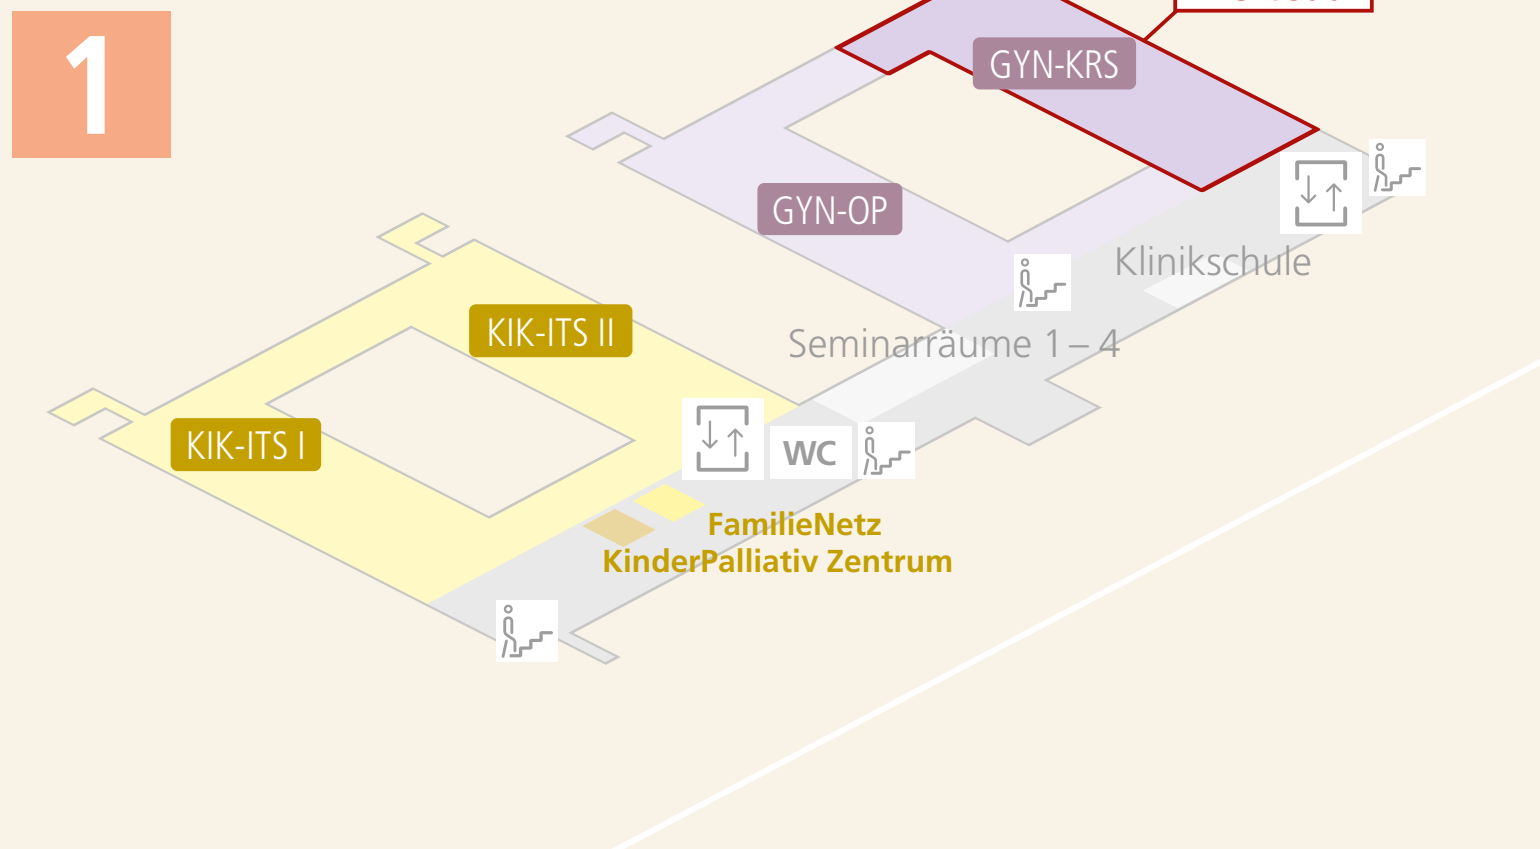 1
GYN-KRS
GYN-OP
Klinikschule
KIK-ITS II
Seminarräume 1 – 4
KIK-ITS I
WC
FamilieNetz
KinderPalliativ Zentrum